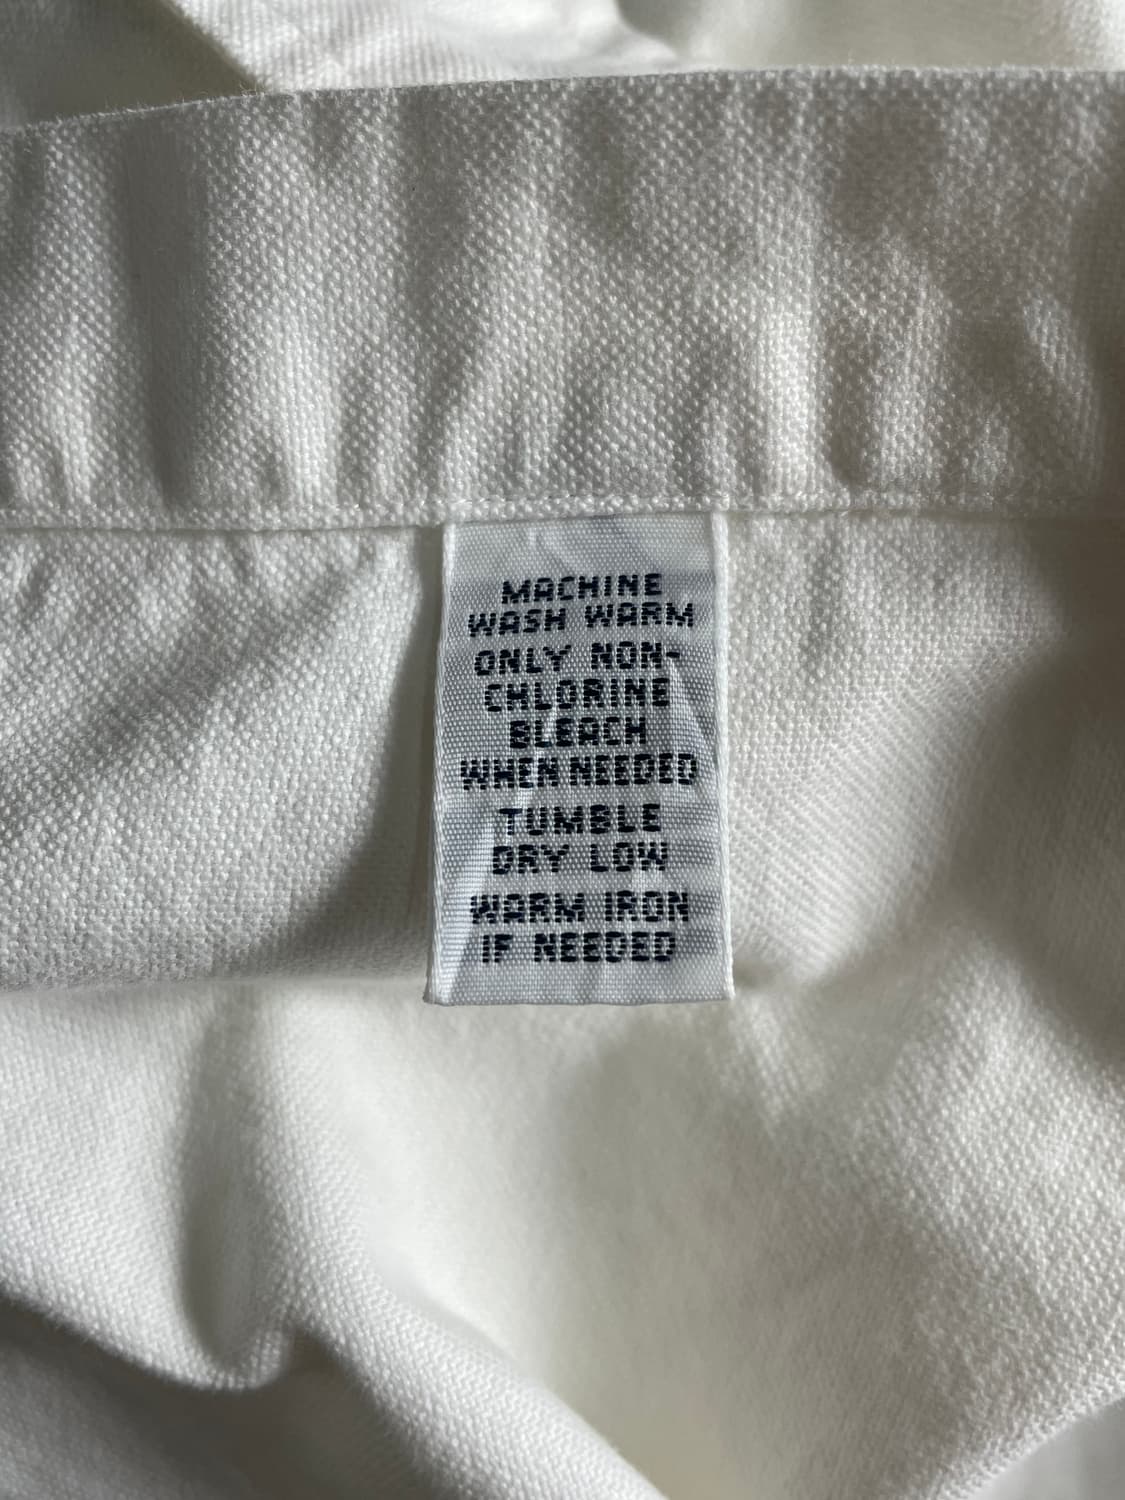 MACHINE
WASH WARM
ONLY NON-
CHLORINE
BLEACH
WHEN NEEDED
TUMBLE
DRY LOW
WARM IRON
IF NEEDED